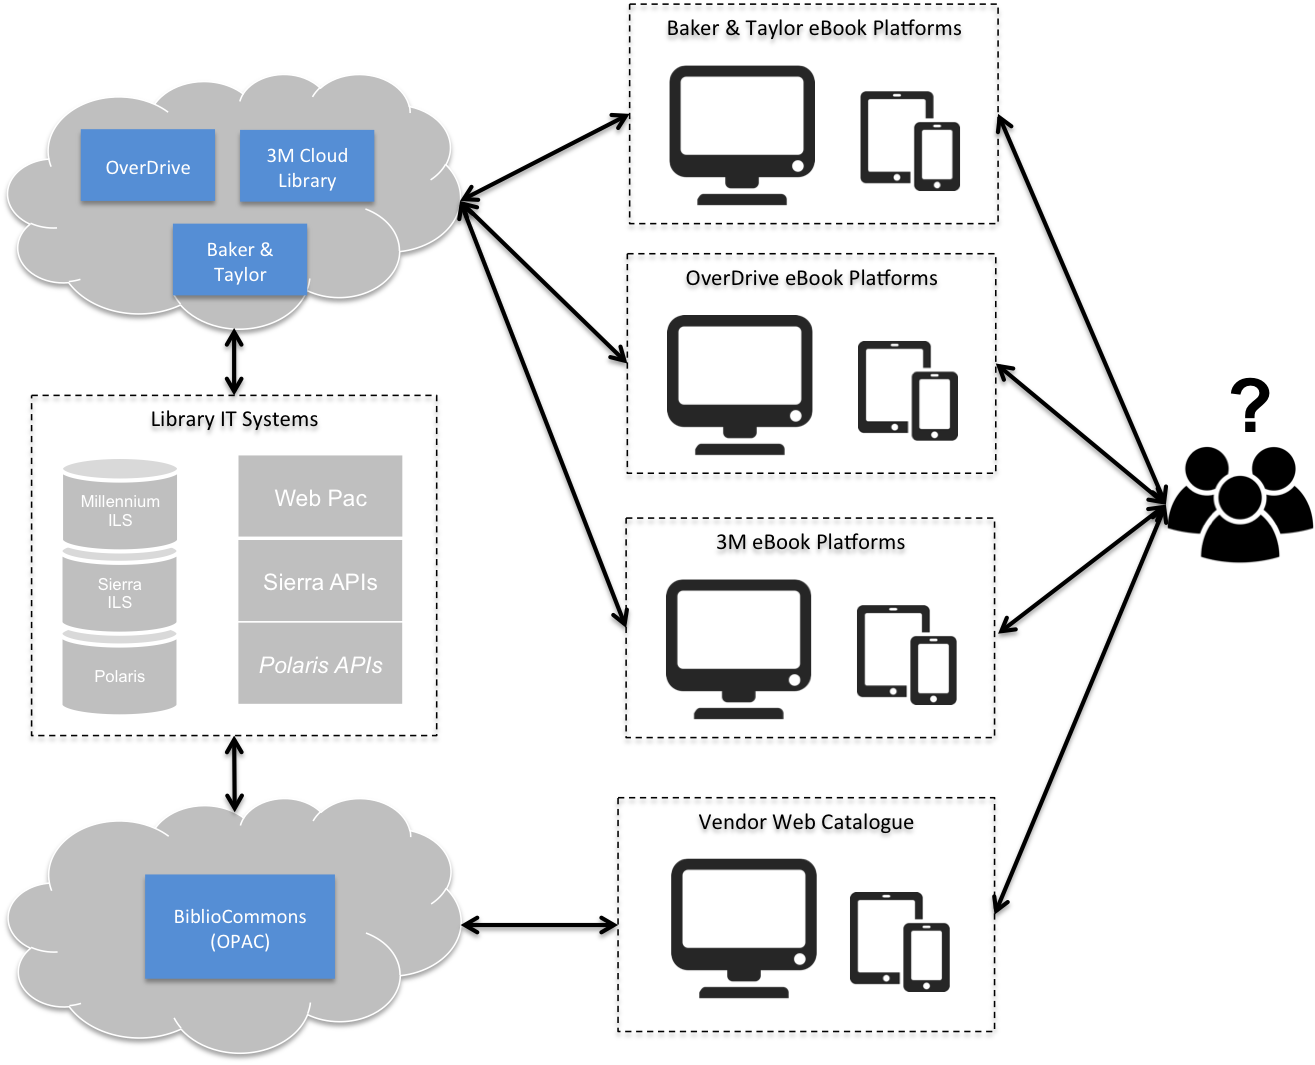 Baker & Taylor eBook Platforms
OverDrive
3M Cloud
Library
Baker &
Taylor
OverDrive eBook Platforms
Library IT Systems
Millennium
ILS
Sierra
ILS
Polaris
Web Pac
Sierra APIs
Polaris APIs
3M eBook Platforms
?
Vendor Web Catalogue
BiblioCommons
(OPAC)